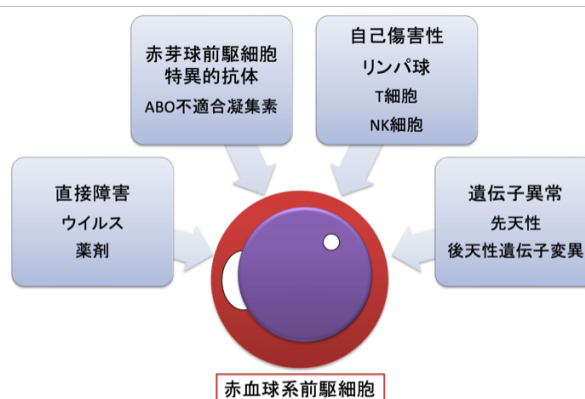 赤芽球前駆細胞
特異的抗体
ABO不適合凝集素
自己傷害性
リンパ球
T細胞
NK細胞
直接障害
ウイルス
薬剤
遺伝子異常
先天性
後天性遺伝子変異
赤血球系前駆細胞